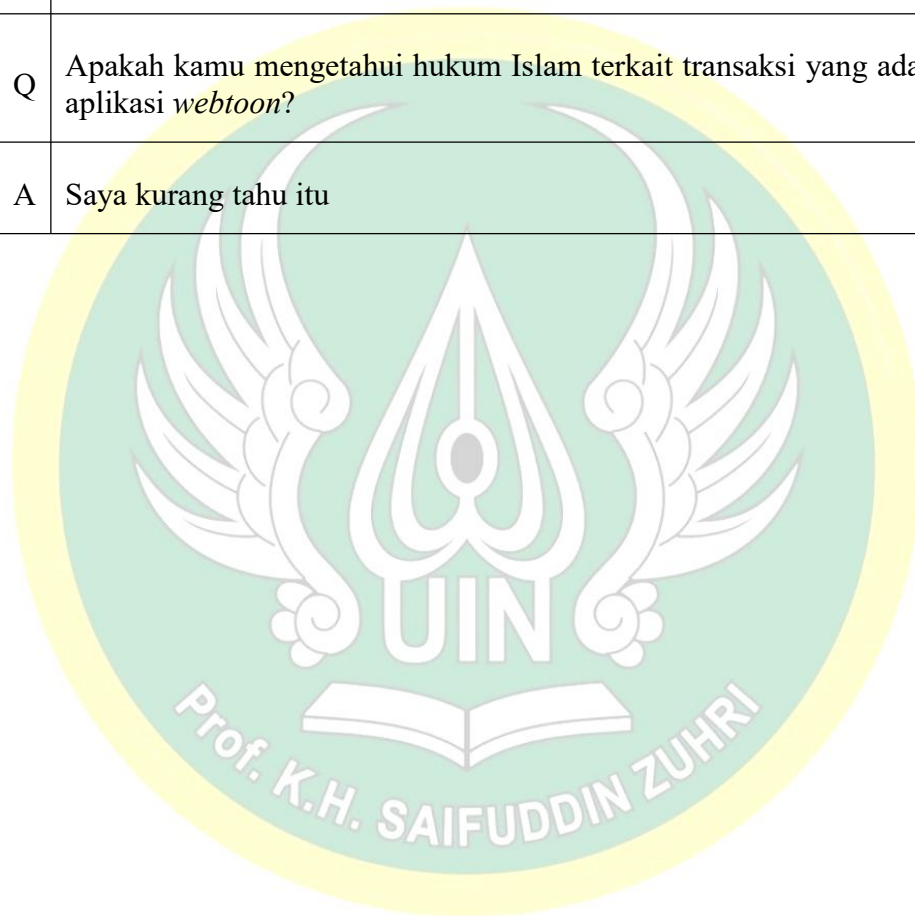 Q
Apakah kamu mengetahui hukum Islam terkait transaksi yang ada
aplikasi webtoon?
A
Saya kurang tahu itu
UIN
Prof. K.H. SAIFUDDIN ZUHRI